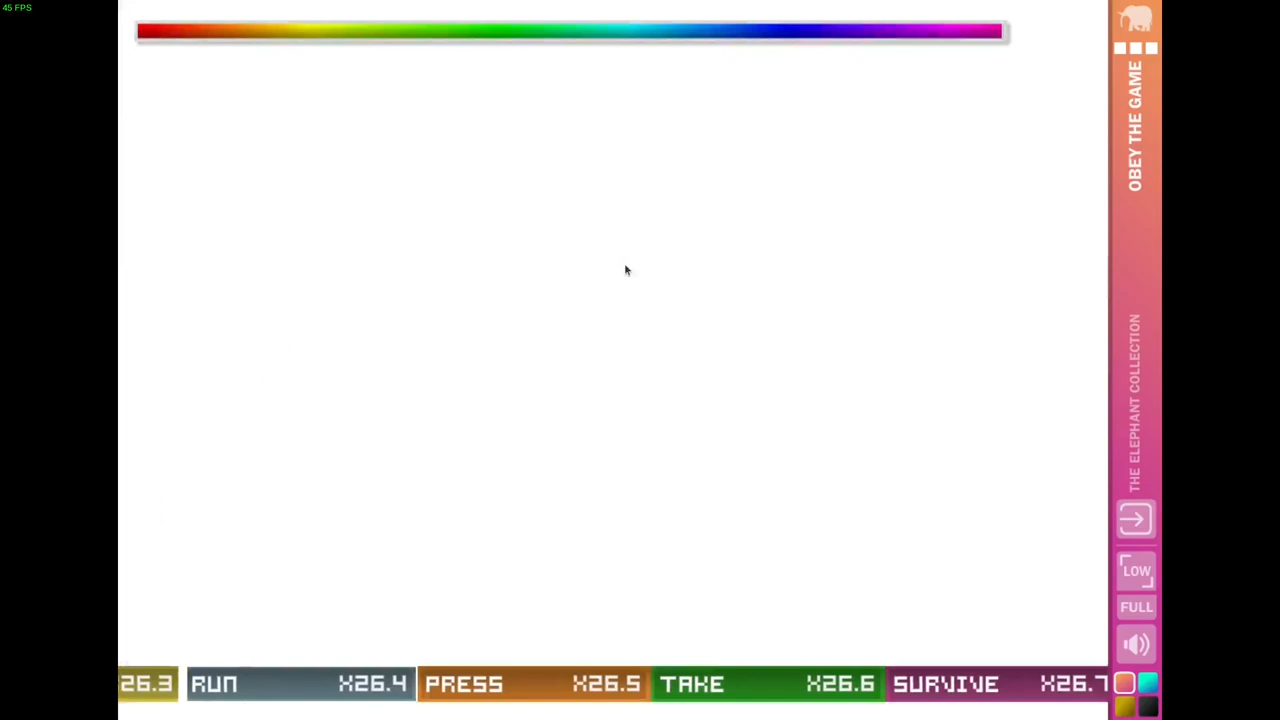 45 FPS
OBEY THE GAME
THE ELEPHANT COLLECTION
LOW
FULL
26.3 RUN X26.4 PRESS X26.5 TAKE X26.6 SURVIVE X26.7